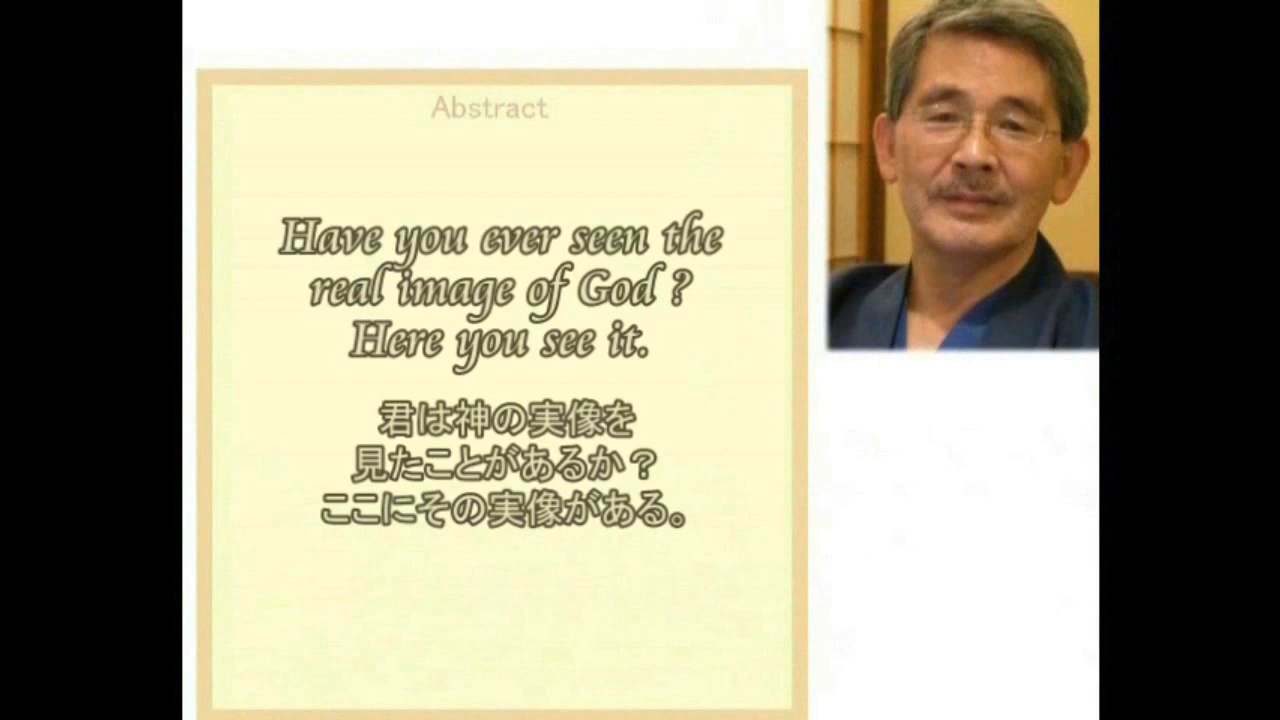 Abstract
Have you ever seen the
real image of God ?
Here you see it.
君は神の実像を
見たことがあるか？
ここにその実像がある。